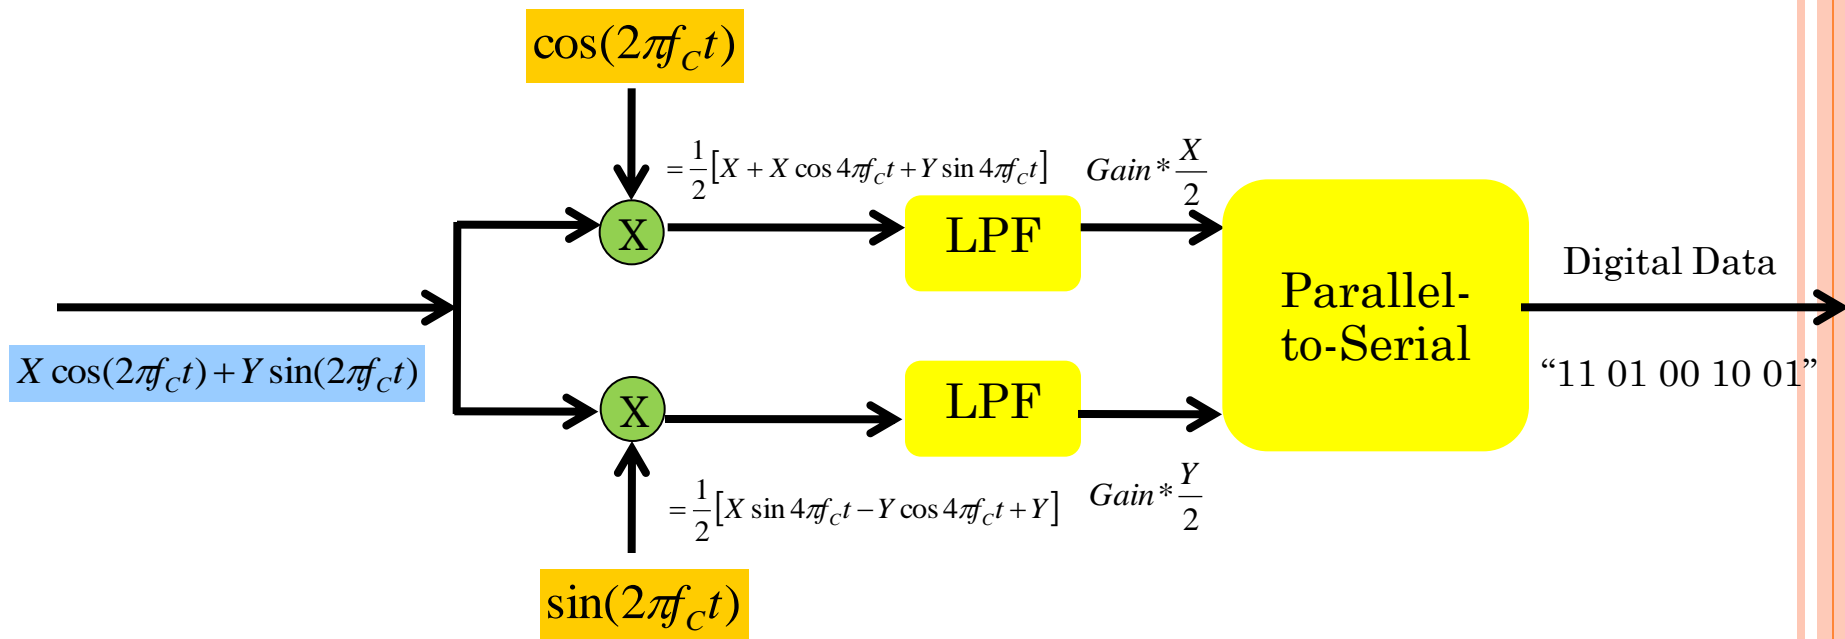 cos(2πf_C t)
= 1/2 [X + X cos 4πf_C t + Y sin 4πf_C t]
Gain * X/2
X
LPF
X cos(2πf_C t) + Y sin(2πf_C t)
Parallel-
to-Serial
Digital Data
“11 01 00 10 01”
X
LPF
= 1/2 [X sin 4πf_C t − Y cos 4πf_C t + Y]
Gain * Y/2
sin(2πf_C t)